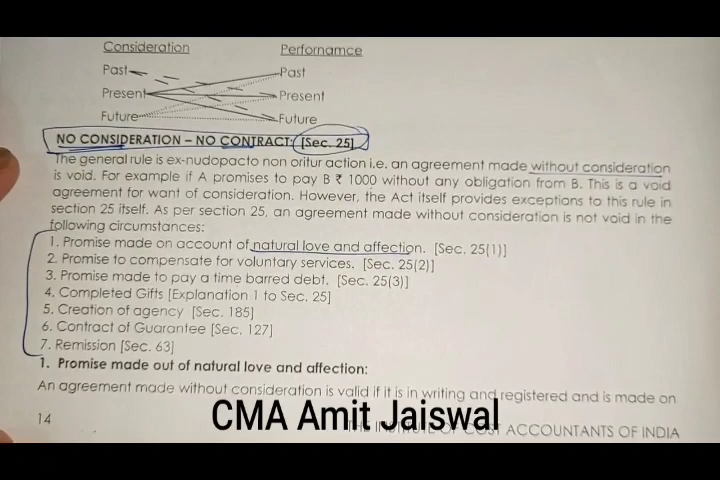 Consideration Perfornamce
Past Past
Present Present
Future Future
NO CONSIDERATION – NO CONTRACT: [Sec. 25]
The general rule is ex-nudopacto non oritur action i.e. an agreement made without consideration
is void. For example if A promises to pay B ₹ 1000 without any obligation from B. This is a void
agreement for want of consideration. However, the Act itself provides exceptions to this rule in
section 25 itself. As per section 25, an agreement made without consideration is not void in the
following circumstances:
1. Promise made on account of natural love and affection. [Sec. 25(1)]
2. Promise to compensate for voluntary services. [Sec. 25(2)]
3. Promise made to pay a time barred debt. [Sec. 25(3)]
4. Completed Gifts [Explanation 1 to Sec. 25]
5. Creation of agency [Sec. 185]
6. Contract of Guarantee [Sec. 127]
7. Remission [Sec. 63]
1. Promise made out of natural love and affection:
An agreement made without consideration is valid if it is in writing and registered and is made on
CMA Amit Jaiswal
14 THE INSTITUTE OF COST ACCOUNTANTS OF INDIA